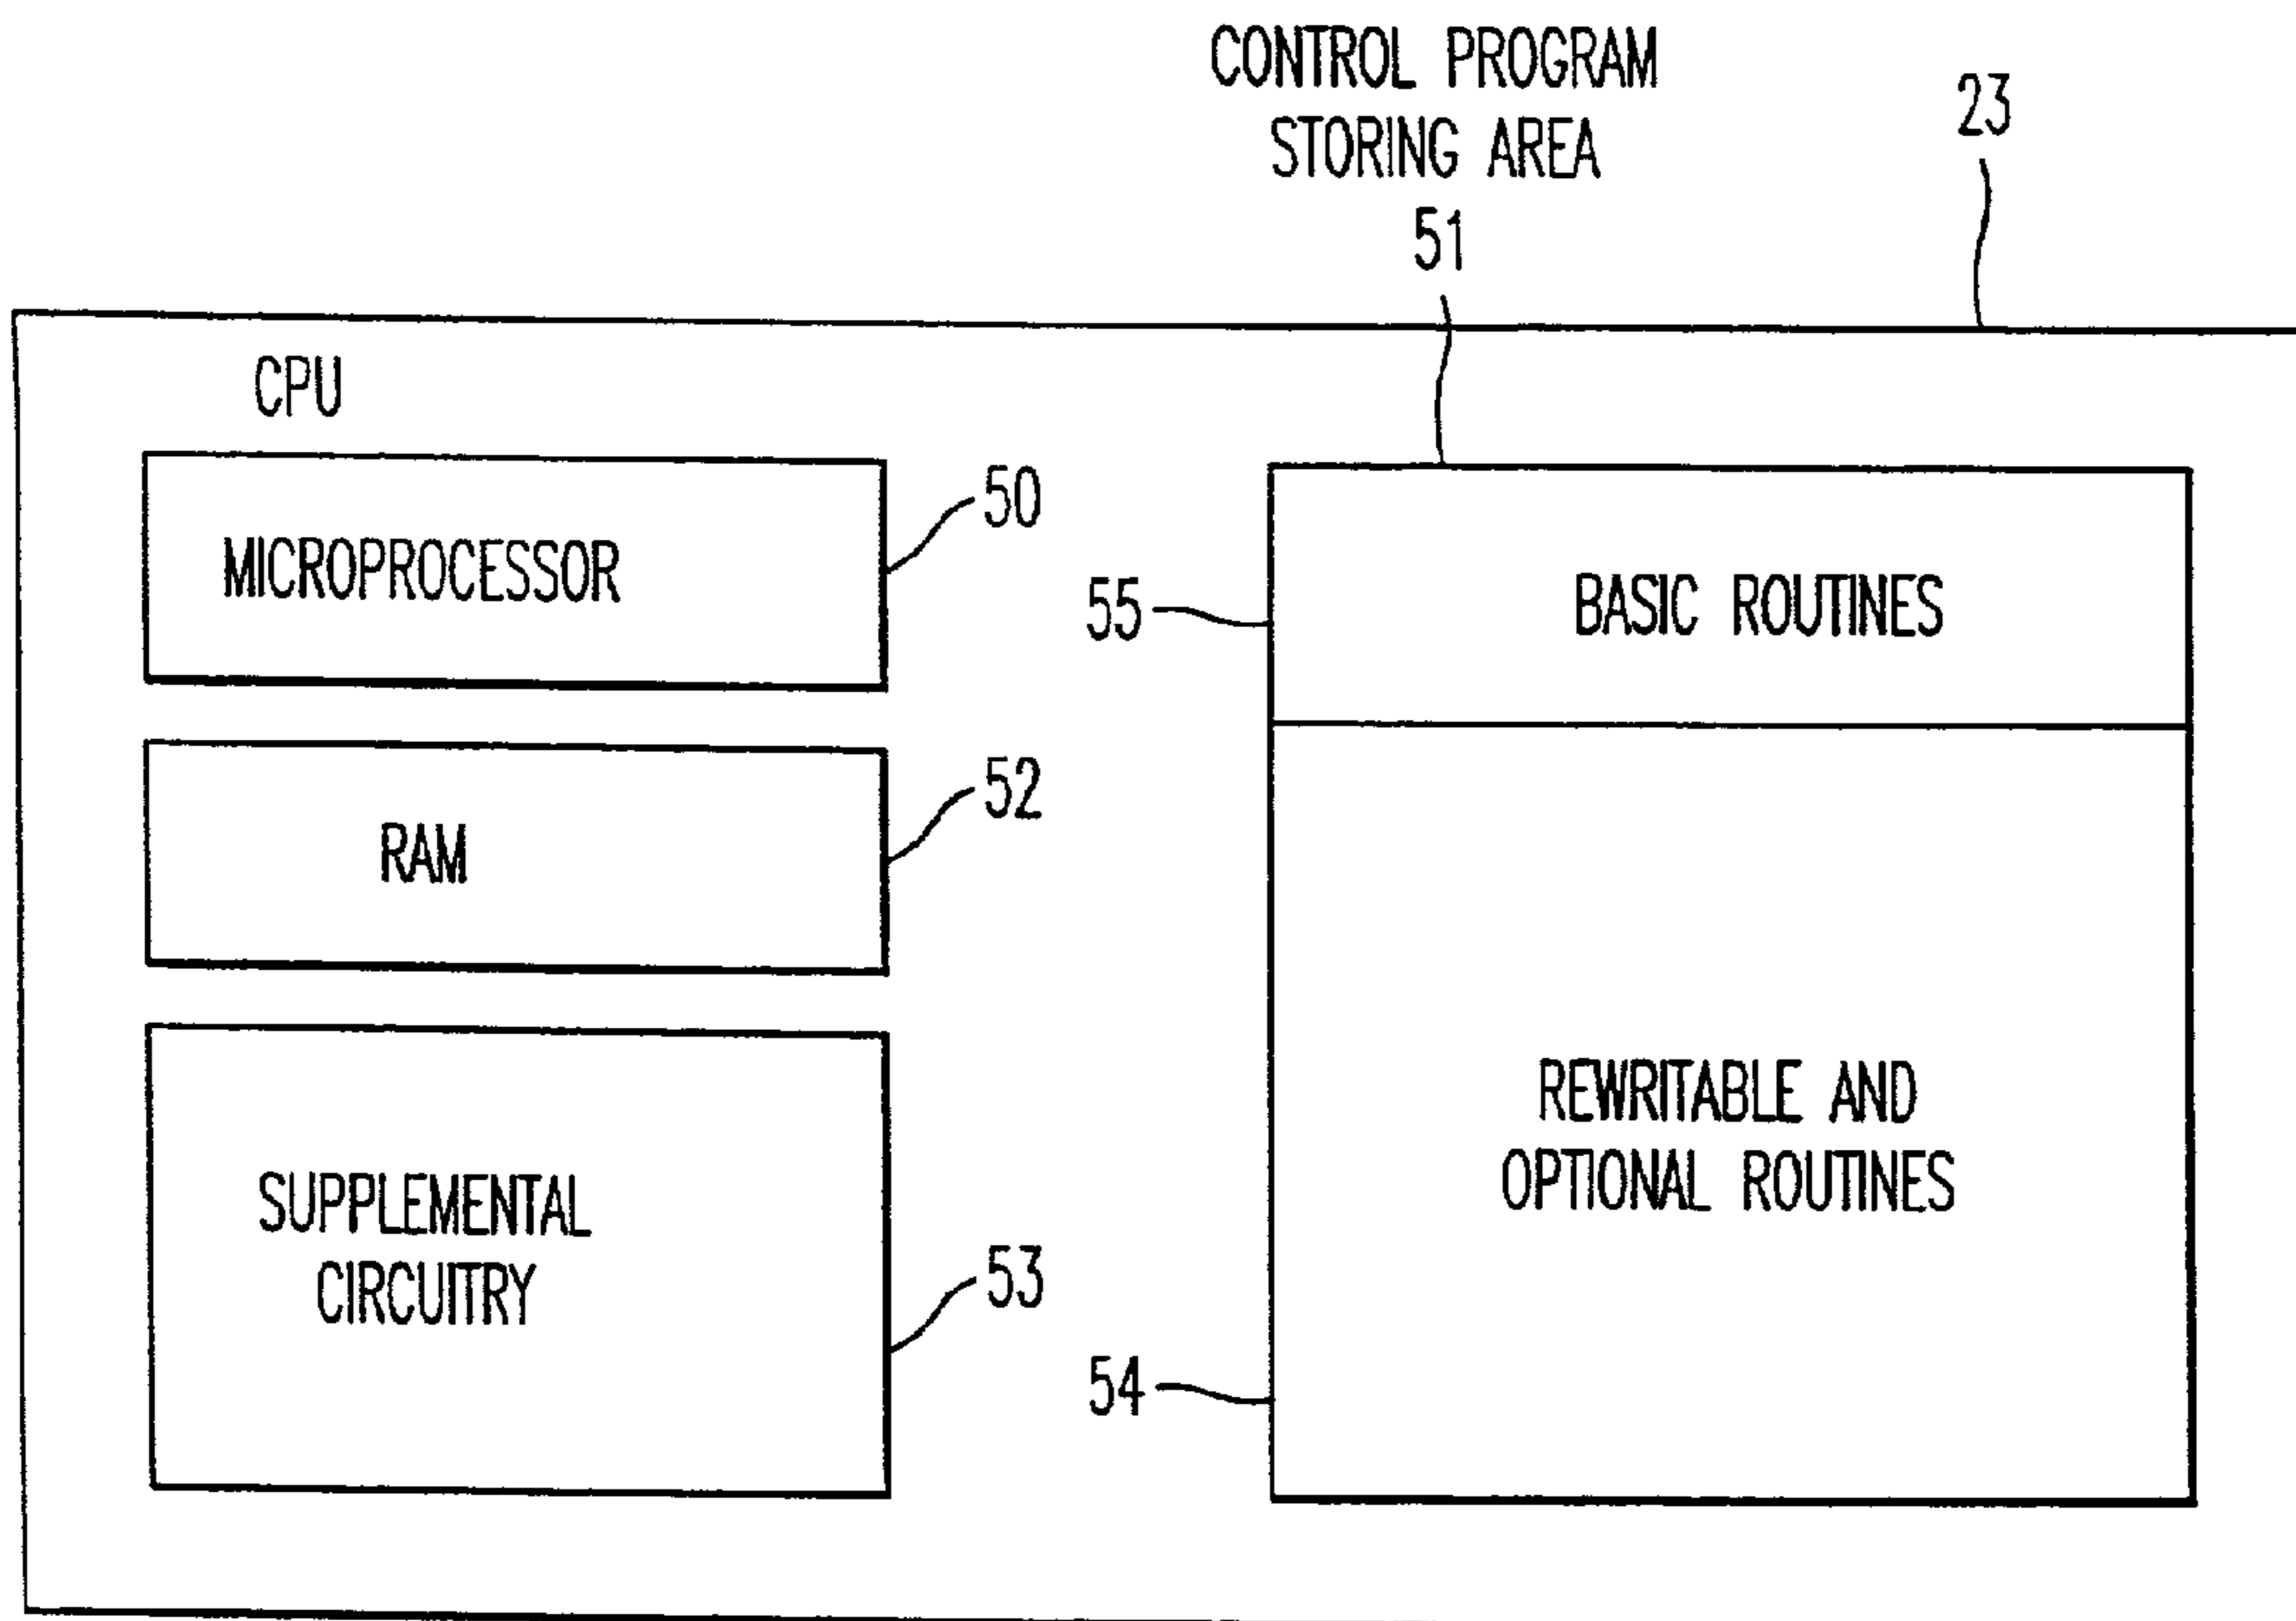 CONTROL PROGRAM
STORING AREA
51
23
CPU
MICROPROCESSOR
50
55
BASIC ROUTINES
RAM
52
SUPPLEMENTAL
CIRCUITRY
53
REWRITABLE AND
OPTIONAL ROUTINES
54